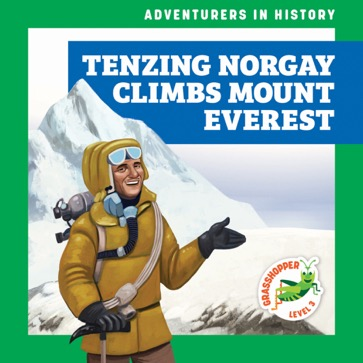 ADVENTURERS IN HISTORY
TENZING NORGAY
CLIMBS MOUNT
EVEREST
GRASSHOPPER
LEVEL 3